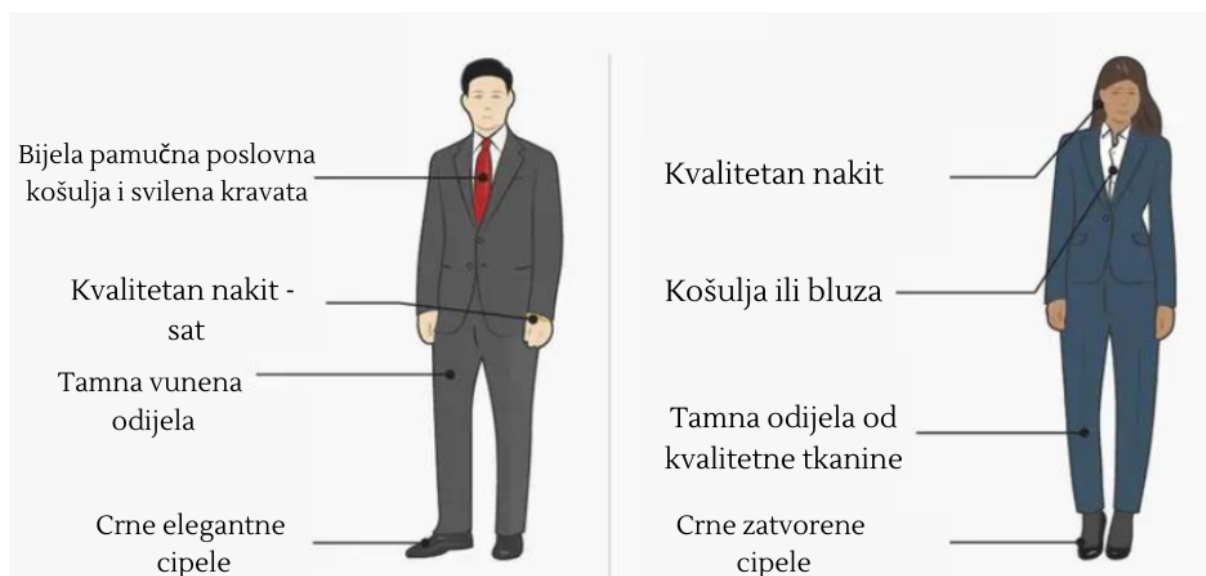 Bijela pamučna poslovna
košulja i svilena kravata
Kvalitetan nakit -
sat
Tamna vunena
odijela
Crne elegantne
cipele
Kvalitetan nakit
Košulja ili bluza
Tamna odijela od
kvalitetne tkanine
Crne zatvorene
cipele